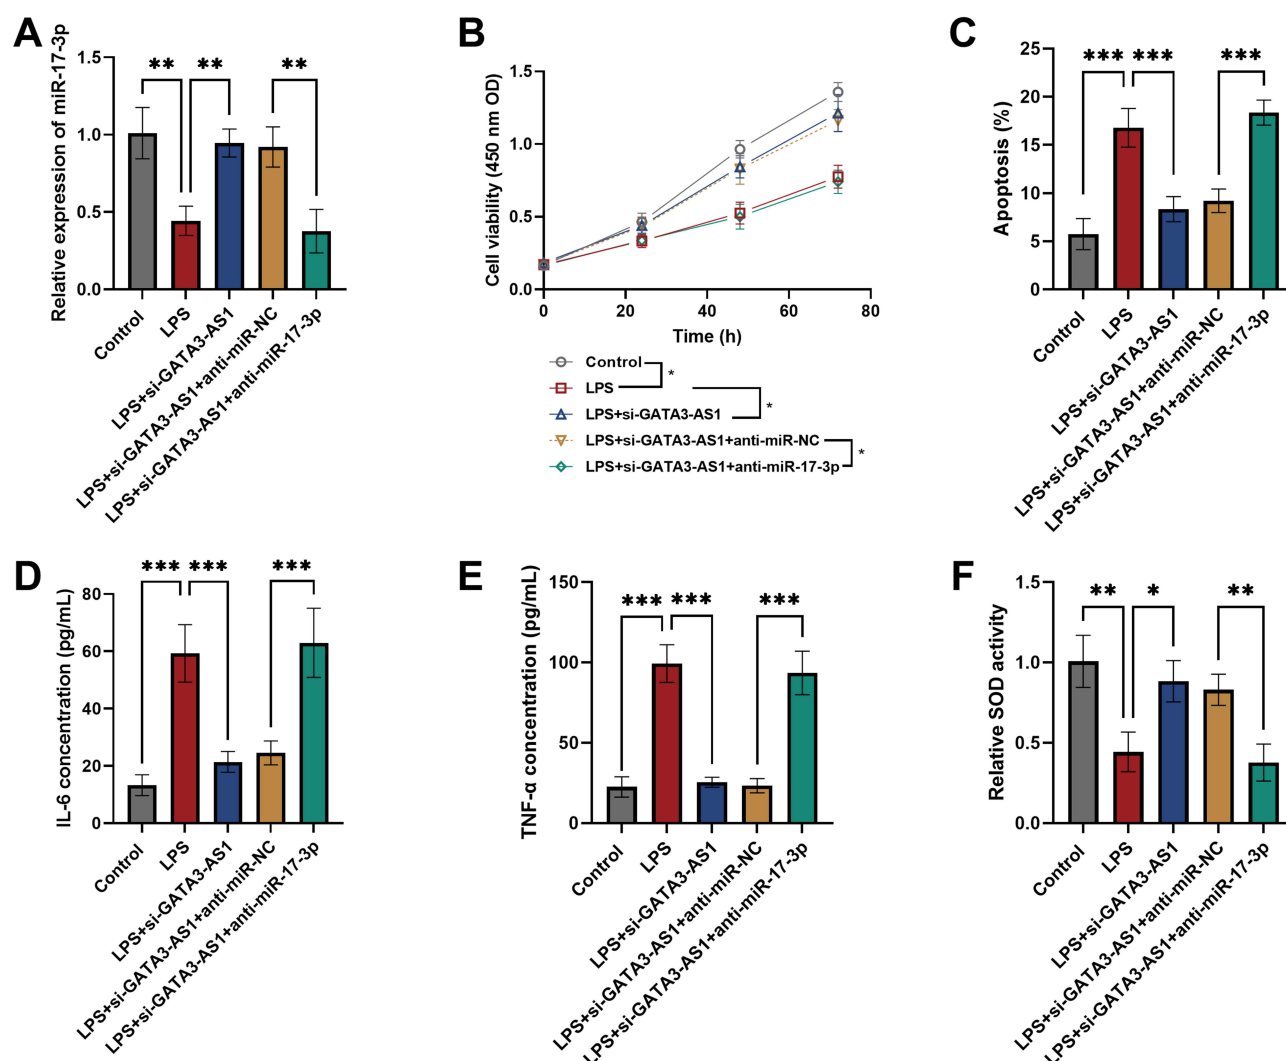 A
Relative expression of miR-17-3p
1.5
1.0
0.5
0.0
** ** **
Control
LPS
LPS+si-GATA3-AS1
LPS+si-GATA3-AS1+anti-miR-NC
LPS+si-GATA3-AS1+anti-miR-17-3p
B
Cell viability (450 nm OD)
1.5
1.0
0.5
0.0
0 20 40 60 80
Time (h)
Control
*
LPS
LPS+si-GATA3-AS1
*
LPS+si-GATA3-AS1+anti-miR-NC
LPS+si-GATA3-AS1+anti-miR-17-3p
*
C
Apoptosis (%)
25
20
15
10
5
0
*** *** ***
Control
LPS
LPS+si-GATA3-AS1
LPS+si-GATA3-AS1+anti-miR-NC
LPS+si-GATA3-AS1+anti-miR-17-3p
D
IL-6 concentration (pg/mL)
80
60
40
20
0
*** *** ***
Control
LPS
LPS+si-GATA3-AS1
LPS+si-GATA3-AS1+anti-miR-NC
LPS+si-GATA3-AS1+anti-miR-17-3p
E
TNF-α concentration (pg/mL)
150
100
50
0
*** *** ***
Control
LPS
LPS+si-GATA3-AS1
LPS+si-GATA3-AS1+anti-miR-NC
LPS+si-GATA3-AS1+anti-miR-17-3p
F
Relative SOD activity
1.5
1.0
0.5
0.0
** * **
Control
LPS
LPS+si-GATA3-AS1
LPS+si-GATA3-AS1+anti-miR-NC
LPS+si-GATA3-AS1+anti-miR-17-3p